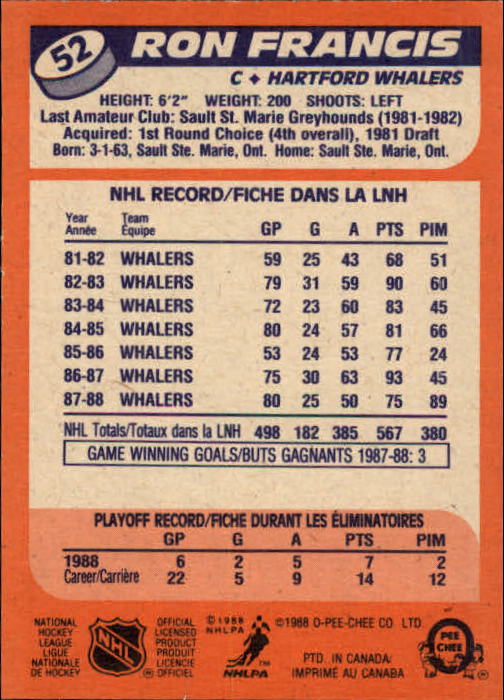 52
RON FRANCIS
C ♦ HARTFORD WHALERS
HEIGHT: 6'2" WEIGHT: 200 SHOOTS: LEFT
Last Amateur Club: Sault St. Marie Greyhounds (1981-1982)
Acquired: 1st Round Choice (4th overall), 1981 Draft
Born: 3-1-63, Sault Ste. Marie, Ont. Home: Sault Ste. Marie, Ont.
NHL RECORD/FICHE DANS LA LNH
Year Team
Année Équipe GP G A PTS PIM
81-82 WHALERS 59 25 43 68 51
82-83 WHALERS 79 31 59 90 60
83-84 WHALERS 72 23 60 83 45
84-85 WHALERS 80 24 57 81 66
85-86 WHALERS 53 24 53 77 24
86-87 WHALERS 75 30 63 93 45
87-88 WHALERS 80 25 50 75 89
NHL Totals/Totaux dans la LNH 498 182 385 567 380
GAME WINNING GOALS/BUTS GAGNANTS 1987-88: 3
PLAYOFF RECORD/FICHE DURANT LES ÉLIMINATOIRES
GP G A PTS PIM
1988 6 2 5 7 2
Career/Carrière 22 5 9 14 12
NATIONAL
HOCKEY
LEAGUE
LIGUE
NATIONALE
DE HOCKEY
NHL
®
OFFICIAL
LICENSED
PRODUCT
PRODUIT
LICENCIE
OFFICIEL
©1988
NHLPA
NHLPA
TM
©1988 O-PEE-CHEE CO. LTD.
PTD. IN CANADA/
IMPRIMÉ AU CANADA
PEE
CHEE
®